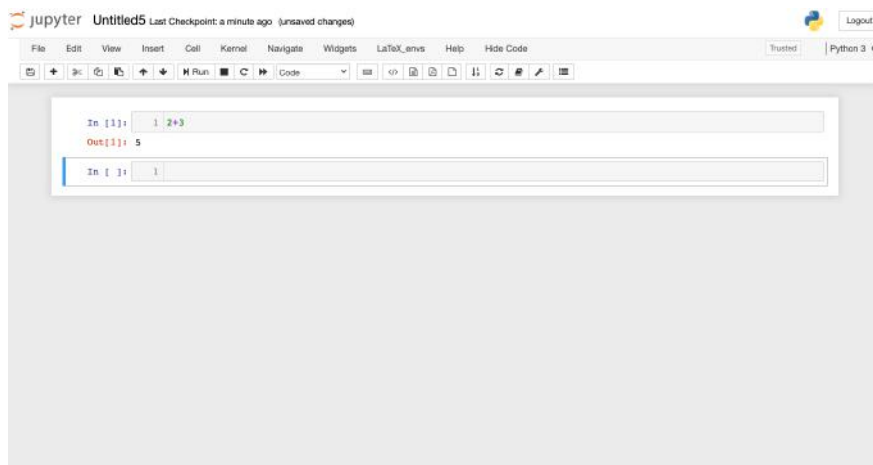 jupyter Untitled5 Last Checkpoint: a minute ago (unsaved changes) Logout
File Edit View Insert Cell Kernel Navigate Widgets LaTeX_envs Help Hide Code Trusted Python 3
Run Code
In [1]: 1 2+3
Out[1]: 5
In [ ]: 1